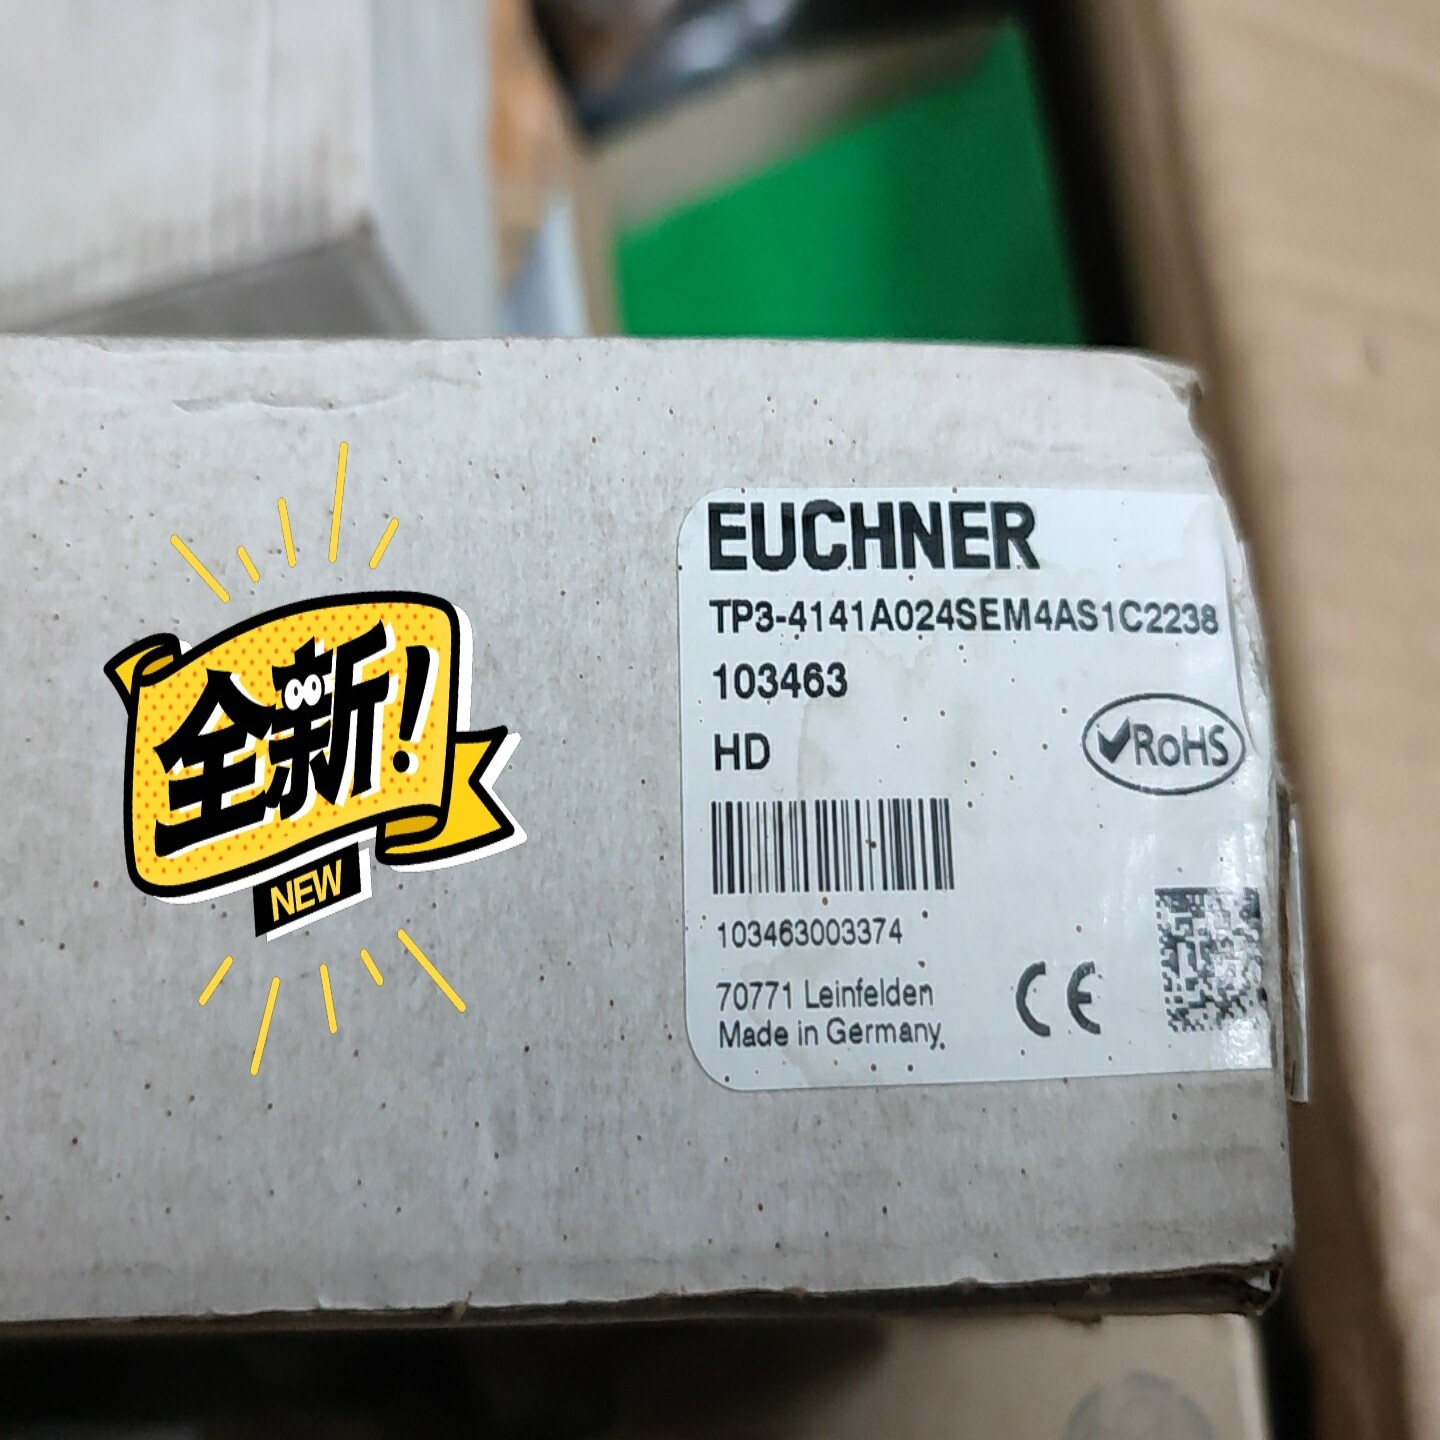 全新!
NEW
EUCHNER
TP3-4141A024SEM4AS1C2238
103463
HD
RoHS
103463003374
70771 Leinfelden
Made in Germany
CE